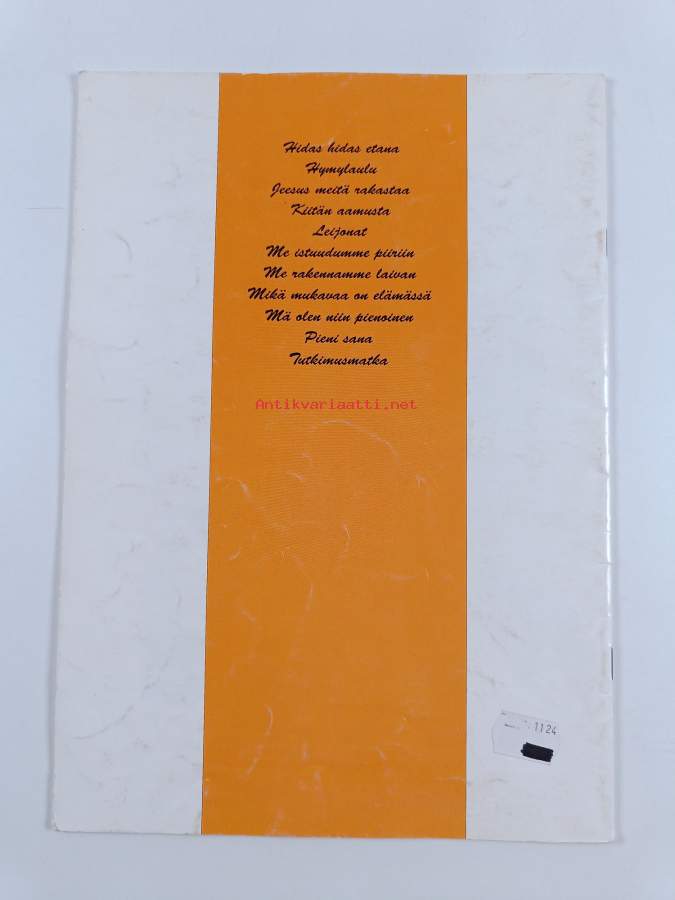 Hidas hidas etana
Hymylaulu
Jeesus meitä rakastaa
Kiitän aamusta
Leijonat
Me istuudumme piiriin
Me rakennamme laivan
Mikä mukavaa on elämässä
Mä olen niin pienoinen
Pieni sana
Tutkimusmatka
Antikvariaatti.net
1124